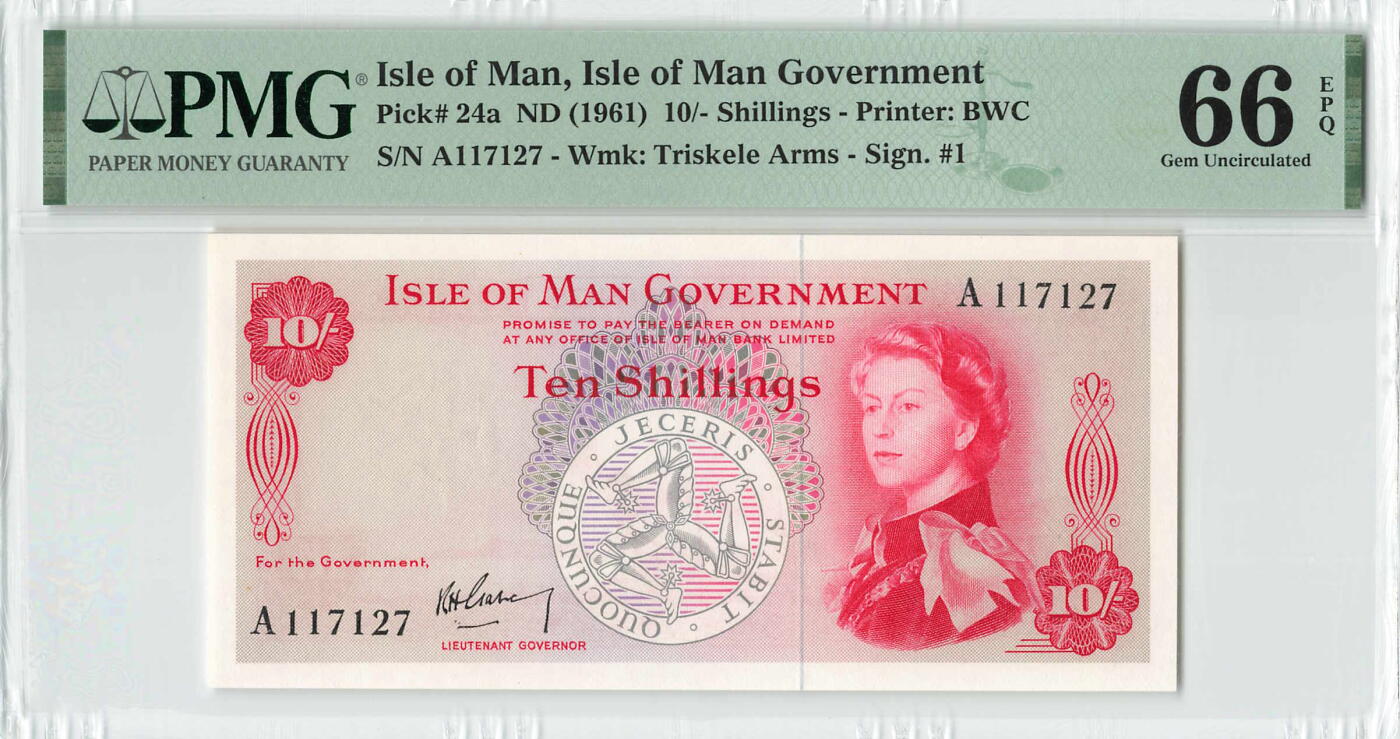 PMG®
PAPER MONEY GUARANTY
Isle of Man, Isle of Man Government
Pick# 24a ND (1961) 10/- Shillings - Printer: BWC
S/N A117127 - Wmk: Triskele Arms - Sign. #1
66 EPQ
Gem Uncirculated
10/-
ISLE OF MAN GOVERNMENT
A 117127
PROMISE TO PAY THE BEARER ON DEMAND
AT ANY OFFICE OF ISLE OF MAN BANK LIMITED
Ten Shillings
QUOCUNQUE · JECERIS · STABIT ·
For the Government,
A 117127
LIEUTENANT GOVERNOR
10/-